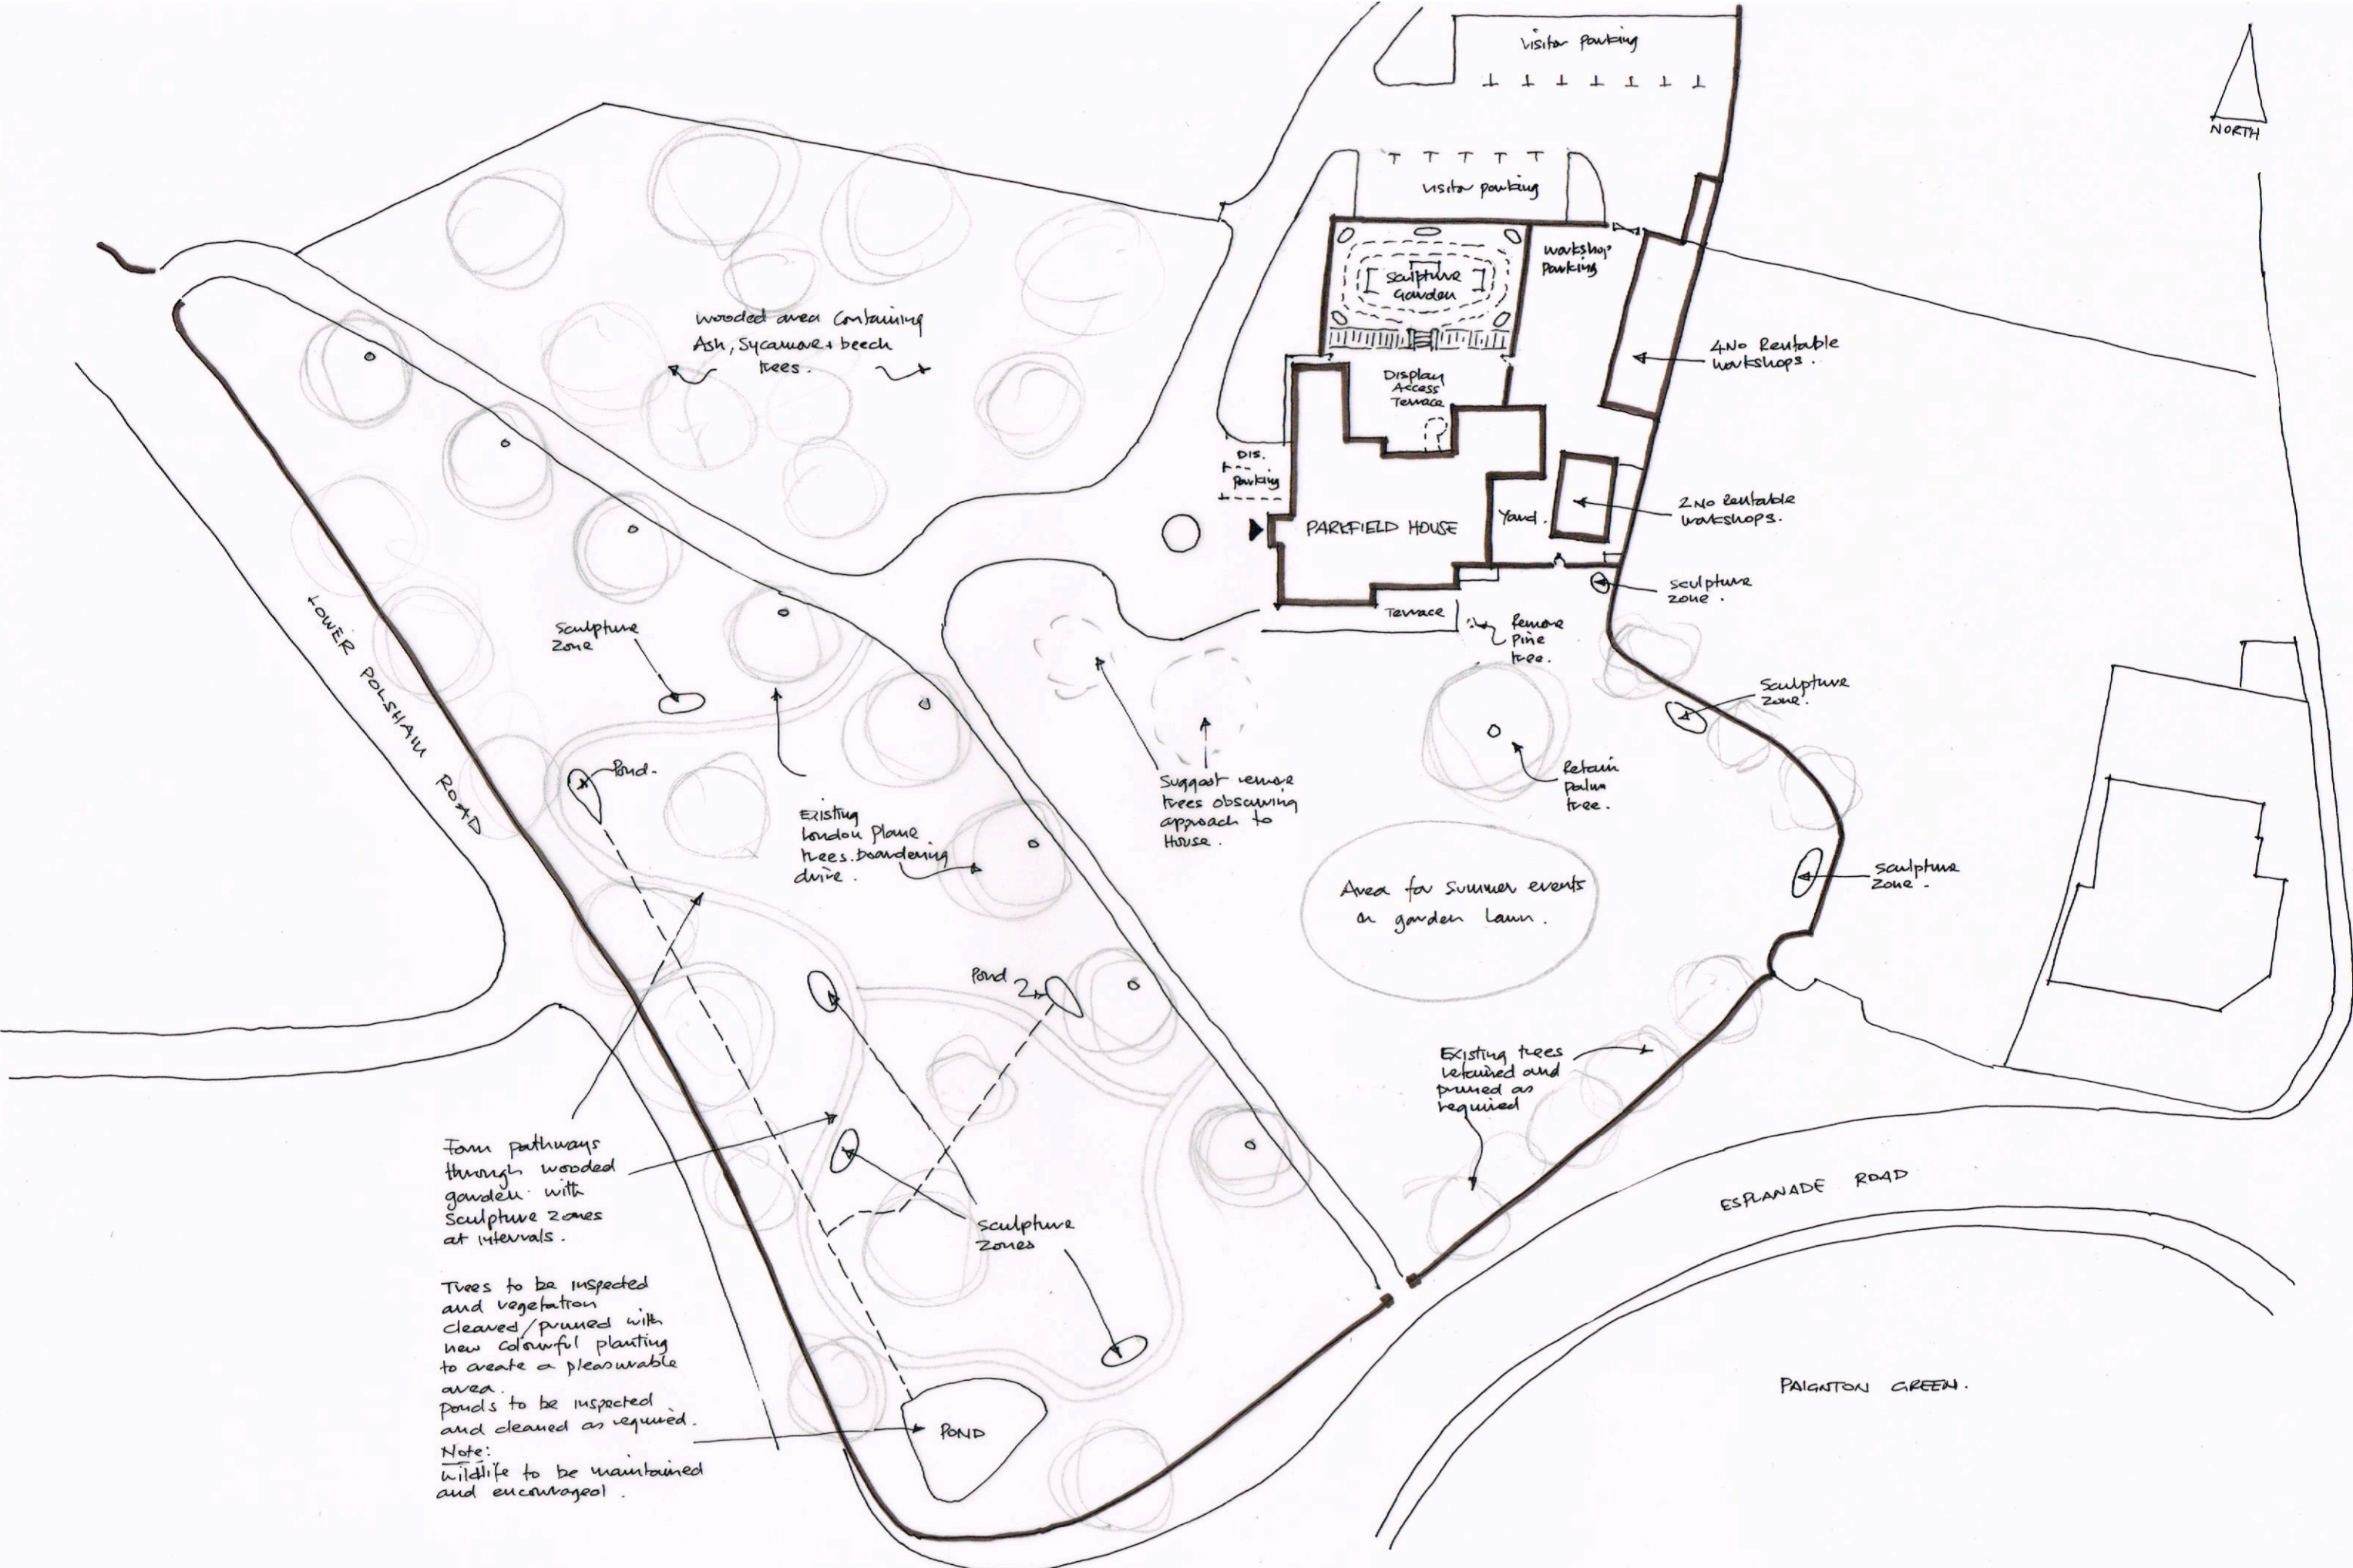 visitor parking
NORTH
visitor parking
Sculpture
Garden
workshop
parking
wooded area containing
Ash, Sycamore + beech
trees.
4No Rentable
workshops.
Display
Access
Terrace
DIS.
Parking
PARKFIELD HOUSE
Yard.
2No Rentable
workshops.
sculpture
zone.
Terrace
Remove
pine
tree.
LOWER POLSHAM ROAD
Sculpture
Zone
Sculpture
zone.
Pond.
Suggest remove
trees obscuring
approach to
House.
Retain
palm
tree.
Existing
London Plane
trees boardering
drive.
Area for summer events
on garden lawn.
Sculpture
zone.
Pond
Existing trees
retained and
pruned as
required
Form pathways
through wooded
garden with
Sculpture zones
at intervals.
Sculpture
zones
ESPLANADE ROAD
Trees to be inspected
and vegetation
cleared/pruned with
new colourful planting
to create a pleasurable
area.
ponds to be inspected
and cleaned as required.
Note:
wildlife to be maintained
and encouraged.
POND
PAIGNTON GREEN.